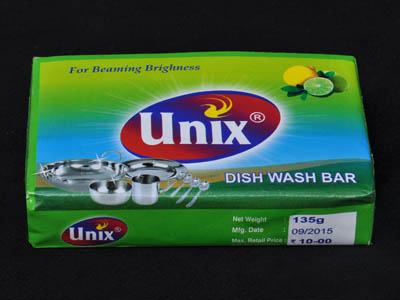 For Beaming Brighness
Unix®
DISH WASH BAR
Unix®
Net Weight : 135g
Mfg. Date : 09/2015
Max. Retail Price : ₹ 10-00